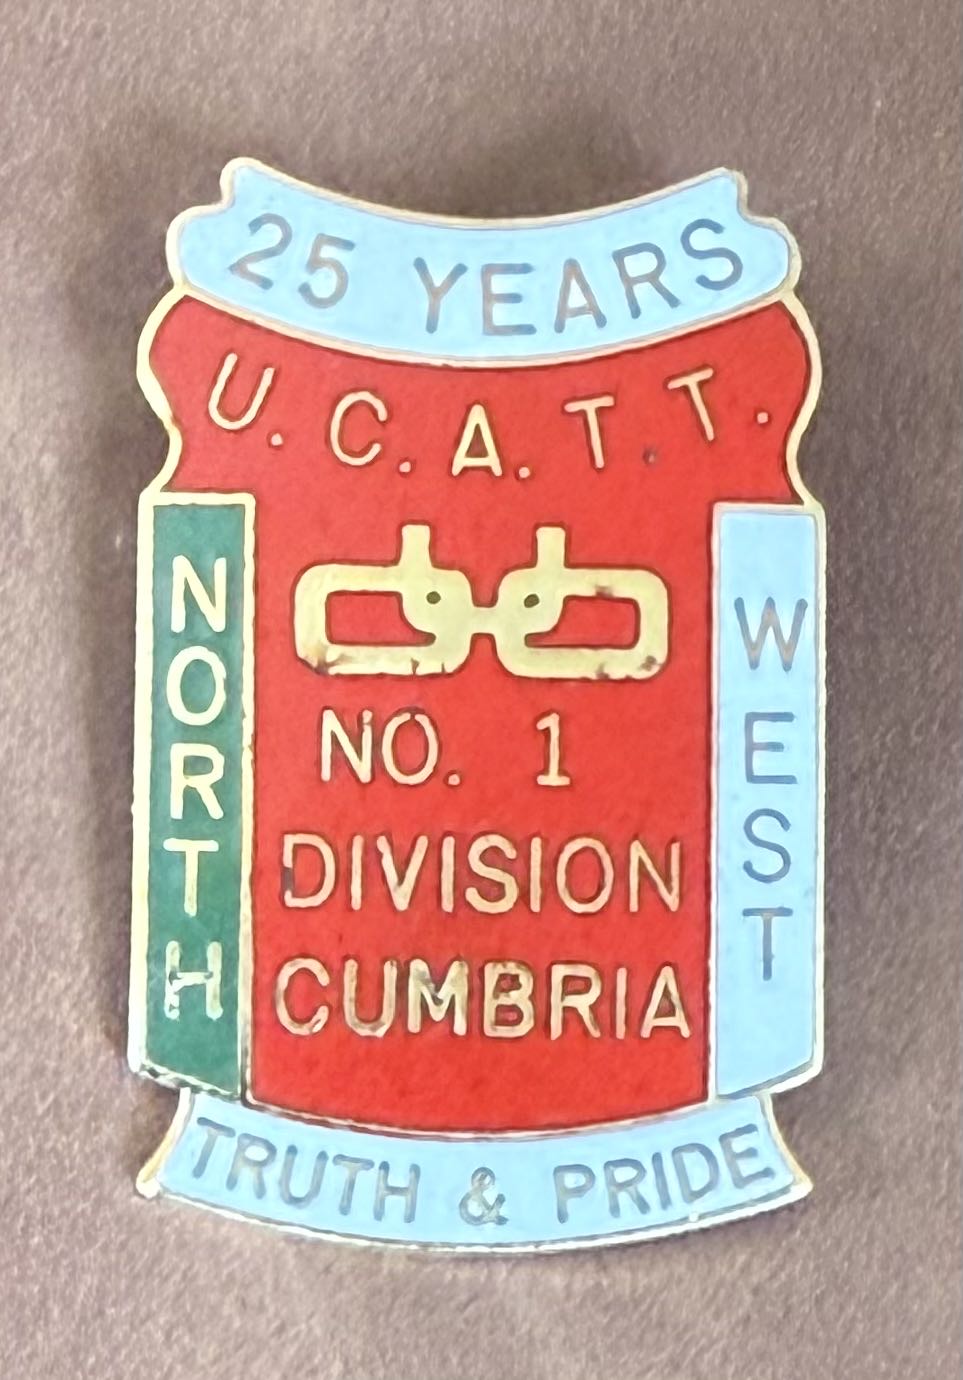 25 YEARS
U.C.A.T.T.
NORTH
WEST
NO. 1
DIVISION
CUMBRIA
TRUTH & PRIDE